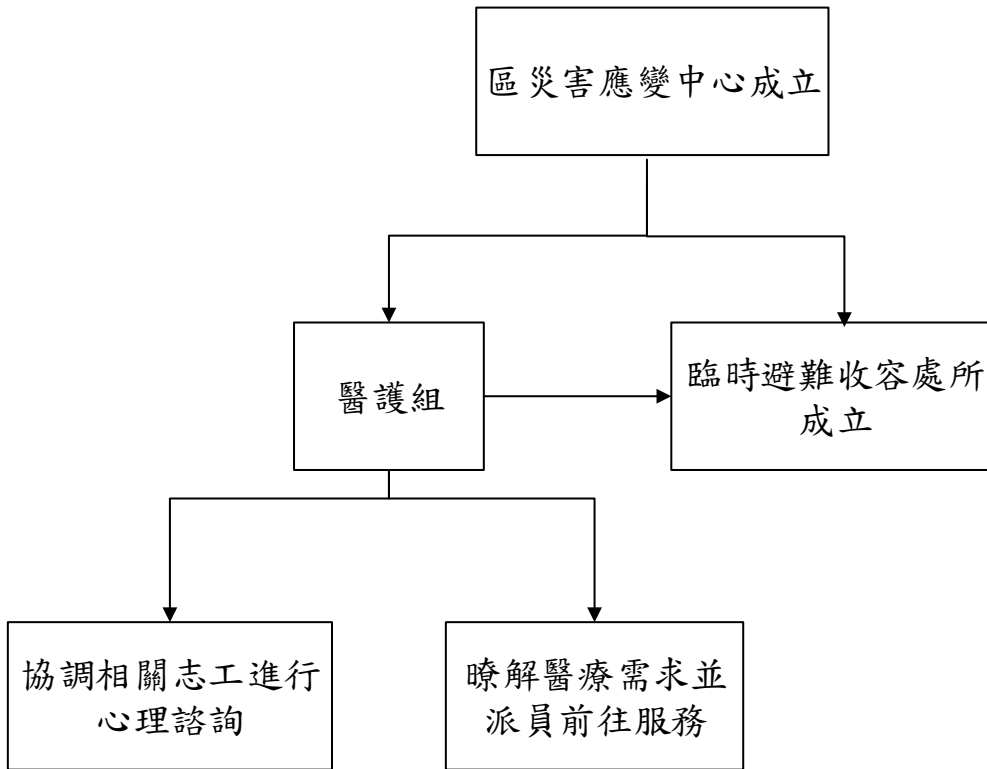 區災害應變中心成立
醫護組
臨時避難收容處所
成立
協調相關志工進行
心理諮詢
瞭解醫療需求並
派員前往服務